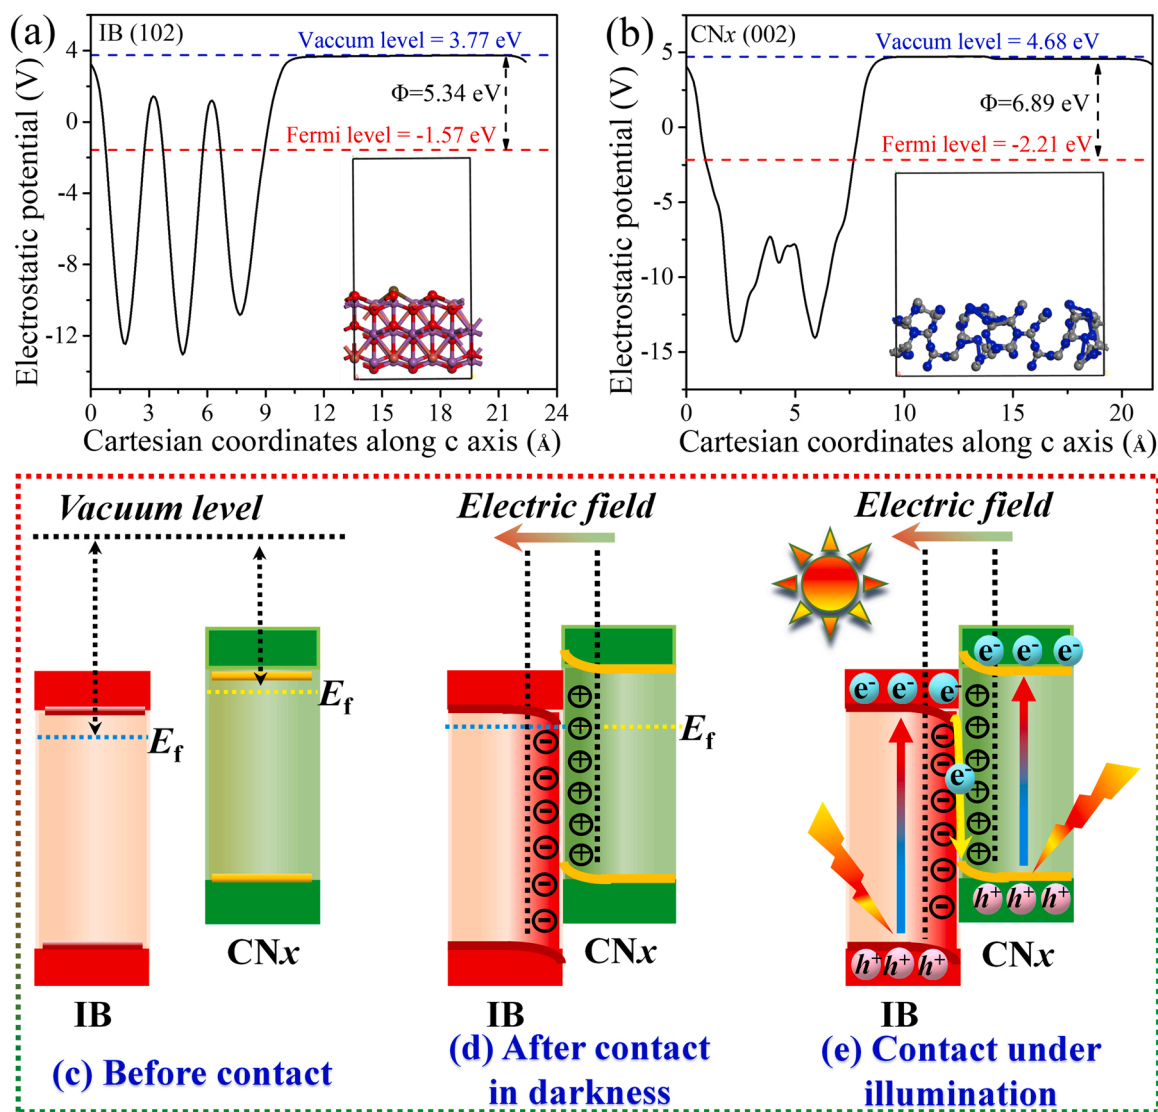 (a) IB (102)
Vaccum level = 3.77 eV
Φ=5.34 eV
Fermi level = -1.57 eV
4
0
-4
-8
-12
Electrostatic potential (V)
0 3 6 9 12 15 18 21 24
Cartesian coordinates along c axis (Å)
(b) CNx (002)
Vaccum level = 4.68 eV
Φ=6.89 eV
Fermi level = -2.21 eV
5
0
-5
-10
-15
Electrostatic potential (V)
0 5 10 15 20
Cartesian coordinates along c axis (Å)
Vacuum level
Ef
Ef
CNx
IB
(c) Before contact
Electric field
⊕
⊕
⊕
⊕
⊕
⊕
⊖
⊖
⊖
⊖
⊖
⊖
Ef
CNx
IB
(d) After contact
in darkness
Electric field
e- e- e-
e- e- e-
e-
⊕
⊕
⊕
⊕
⊕
⊕
⊖
⊖
⊖
⊖
⊖
⊖
h+ h+ h+
h+ h+ h+
CNx
IB
(e) Contact under
illumination